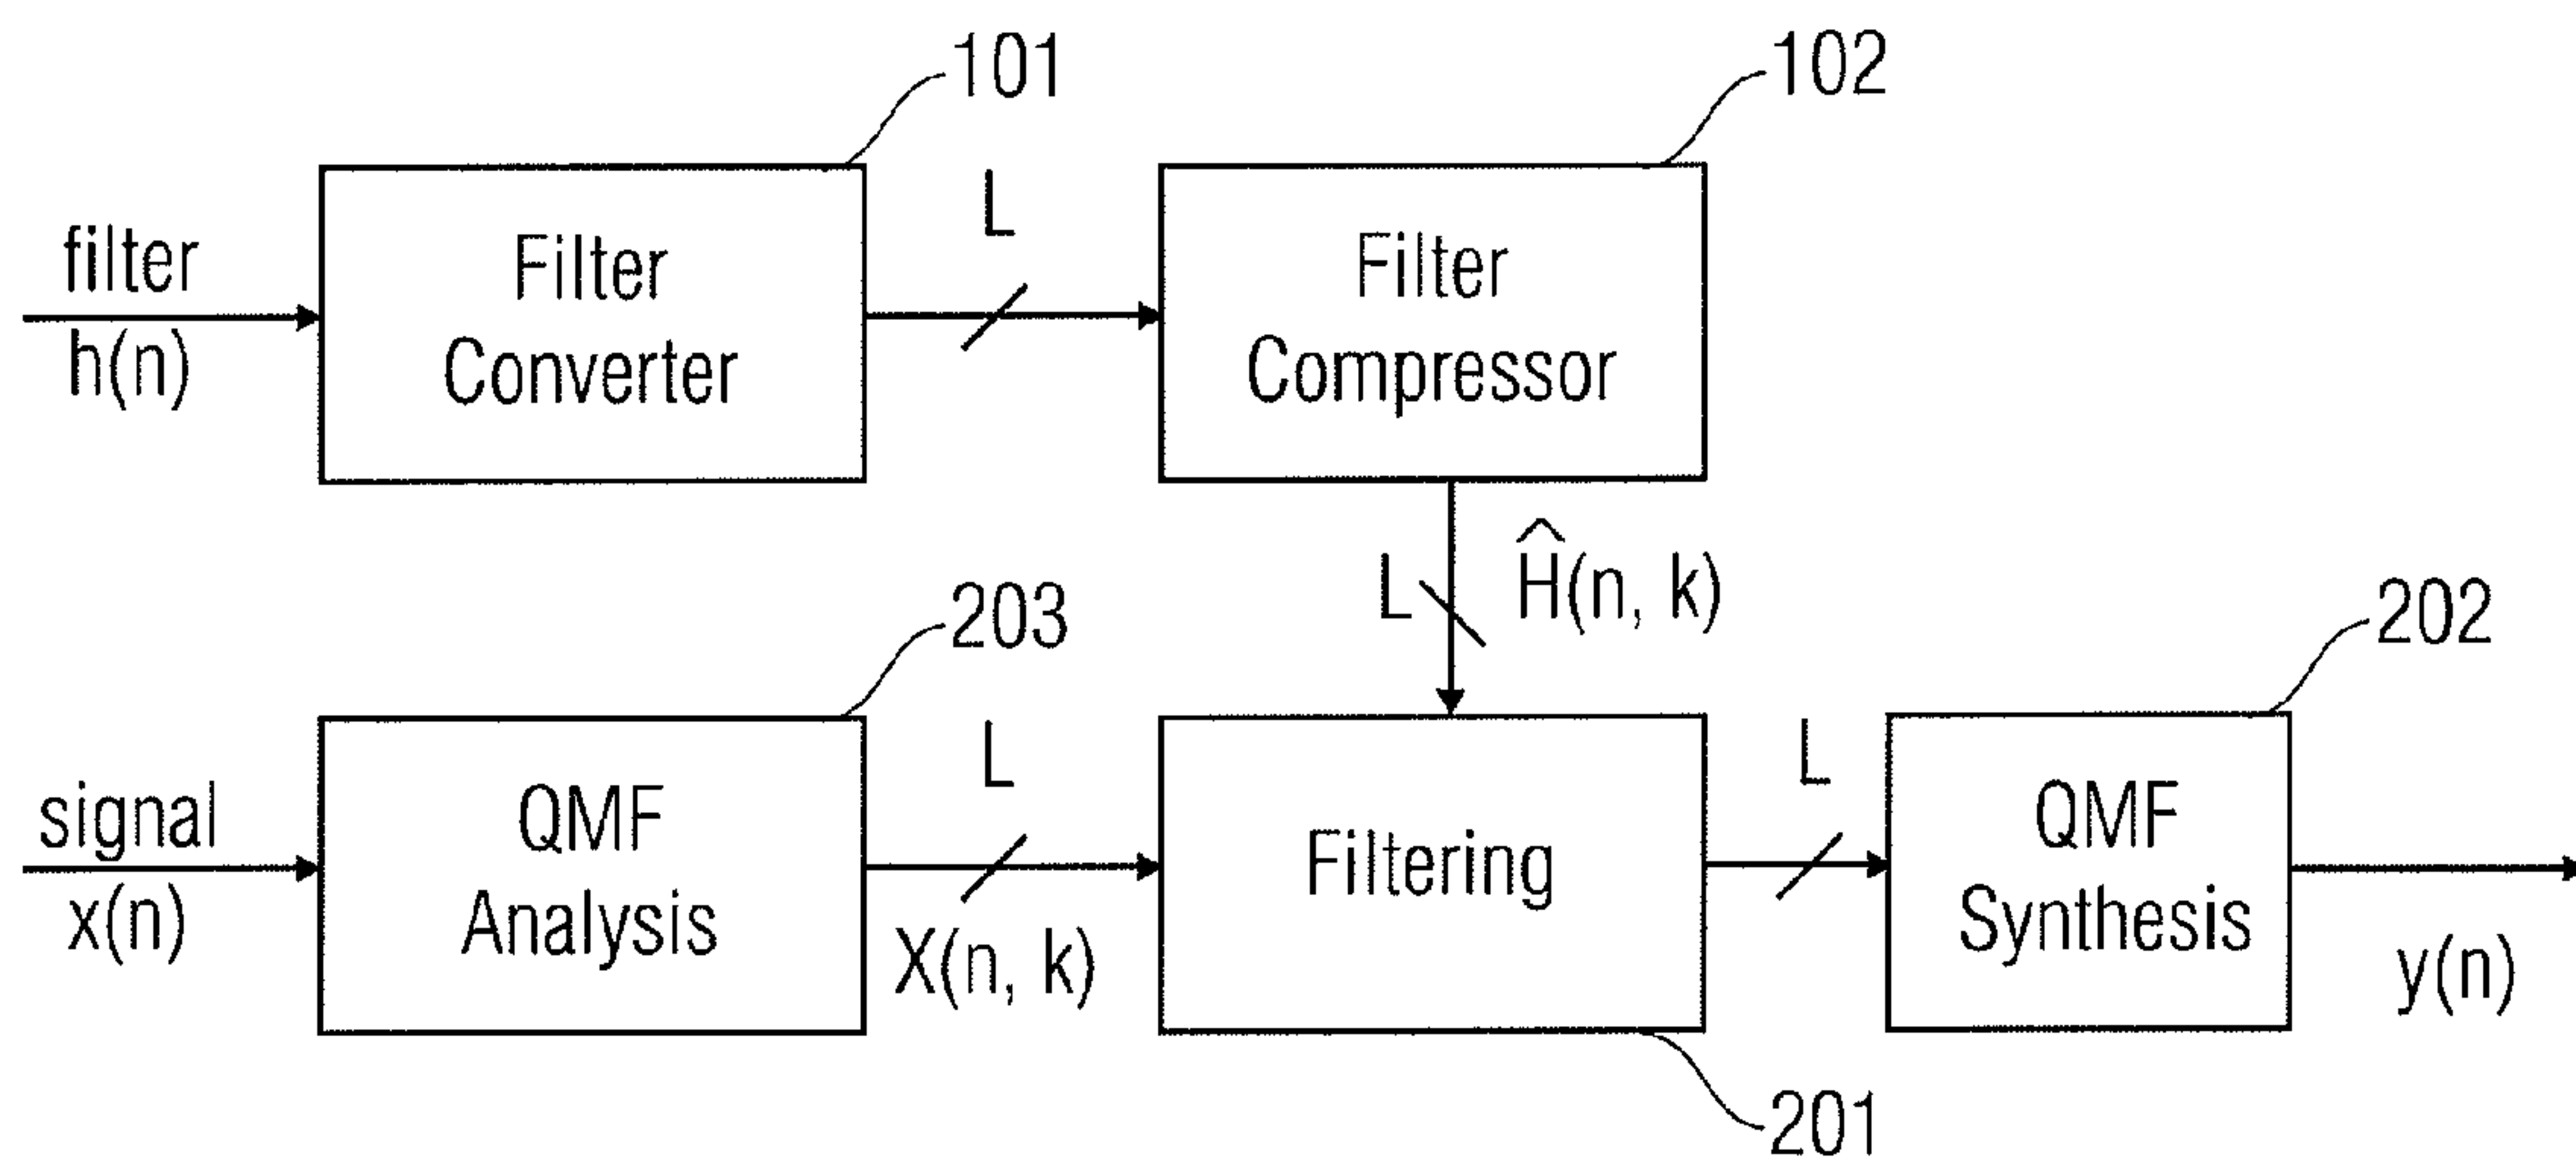 101
102
L
filter
h(n)
Filter
Converter
Filter
Compressor
L
Ĥ(n, k)
203
202
signal
x(n)
QMF
Analysis
L
X(n, k)
Filtering
L
QMF
Synthesis
y(n)
201